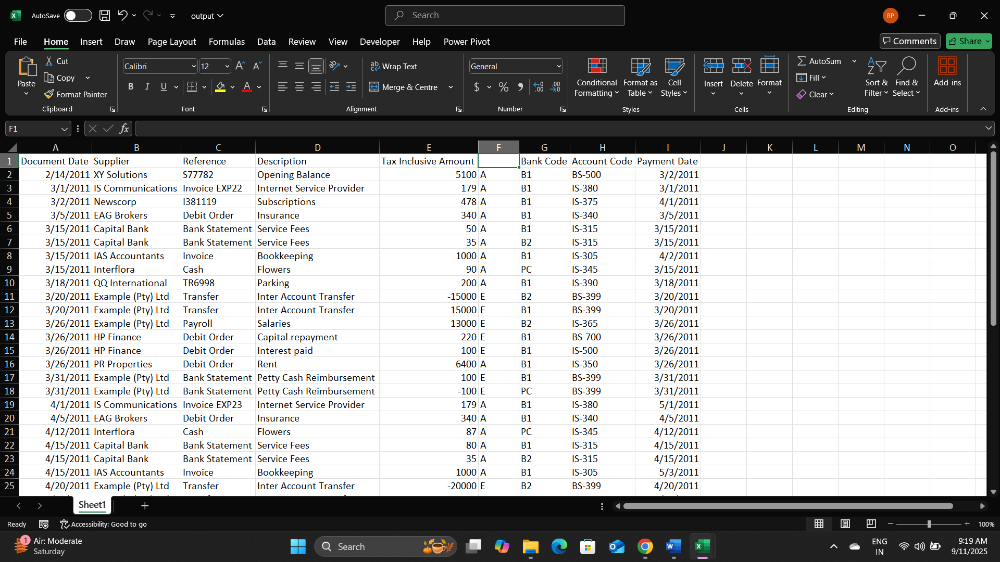 AutoSave output Search BP
File Home Insert Draw Page Layout Formulas Data Review View Developer Help Power Pivot Comments Share
Paste Cut Copy Format Painter Clipboard
Calibri 12 B I U A Font
ab Wrap Text Merge & Centre Alignment
General $ % Number
Conditional Formatting Format as Table Cell Styles Styles
Insert Delete Format Cells
AutoSum Fill Clear Sort & Filter Find & Select Editing
Add-ins Add-ins
F1 fx
A B C D E F G H I J K L M N O
1 Document Date Supplier Reference Description Tax Inclusive Amount Bank Code Account Code Payment Date
2 2/14/2011 XY Solutions S77782 Opening Balance 5100 A B1 BS-500 3/2/2011
3 3/1/2011 IS Communications Invoice EXP22 Internet Service Provider 179 A B1 IS-380 3/1/2011
4 3/2/2011 Newscorp I381119 Subscriptions 478 A B1 IS-375 4/1/2011
5 3/5/2011 EAG Brokers Debit Order Insurance 340 A B1 IS-340 3/5/2011
6 3/15/2011 Capital Bank Bank Statement Service Fees 50 A B1 IS-315 3/15/2011
7 3/15/2011 Capital Bank Bank Statement Service Fees 35 A B2 IS-315 3/15/2011
8 3/15/2011 IAS Accountants Invoice Bookkeeping 1000 A B1 IS-305 4/2/2011
9 3/15/2011 Interflora Cash Flowers 90 A PC IS-345 3/15/2011
10 3/18/2011 QQ International TR6998 Parking 200 A B1 IS-390 3/18/2011
11 3/20/2011 Example (Pty) Ltd Transfer Inter Account Transfer -15000 E B2 BS-399 3/20/2011
12 3/20/2011 Example (Pty) Ltd Transfer Inter Account Transfer 15000 E B1 BS-399 3/20/2011
13 3/26/2011 Example (Pty) Ltd Payroll Salaries 13000 E B2 IS-365 3/26/2011
14 3/26/2011 HP Finance Debit Order Capital repayment 220 E B1 BS-700 3/26/2011
15 3/26/2011 HP Finance Debit Order Interest paid 100 E B1 IS-500 3/26/2011
16 3/26/2011 PR Properties Debit Order Rent 6400 A B1 IS-350 3/26/2011
17 3/31/2011 Example (Pty) Ltd Bank Statement Petty Cash Reimbursement 100 E B1 BS-399 3/31/2011
18 3/31/2011 Example (Pty) Ltd Bank Statement Petty Cash Reimbursement -100 E PC BS-399 3/31/2011
19 4/1/2011 IS Communications Invoice EXP23 Internet Service Provider 179 A B1 IS-380 5/1/2011
20 4/5/2011 EAG Brokers Debit Order Insurance 340 A B1 IS-340 4/5/2011
21 4/12/2011 Interflora Cash Flowers 87 A PC IS-345 4/12/2011
22 4/15/2011 Capital Bank Bank Statement Service Fees 80 A B1 IS-315 4/15/2011
23 4/15/2011 Capital Bank Bank Statement Service Fees 35 A B2 IS-315 4/15/2011
24 4/15/2011 IAS Accountants Invoice Bookkeeping 1000 A B1 IS-305 5/3/2011
25 4/20/2011 Example (Pty) Ltd Transfer Inter Account Transfer -20000 E B2 BS-399 4/20/2011
Sheet1
Ready Accessibility: Good to go 100%
1 Air: Moderate Saturday Search ENG IN 9:19 AM 9/11/2025